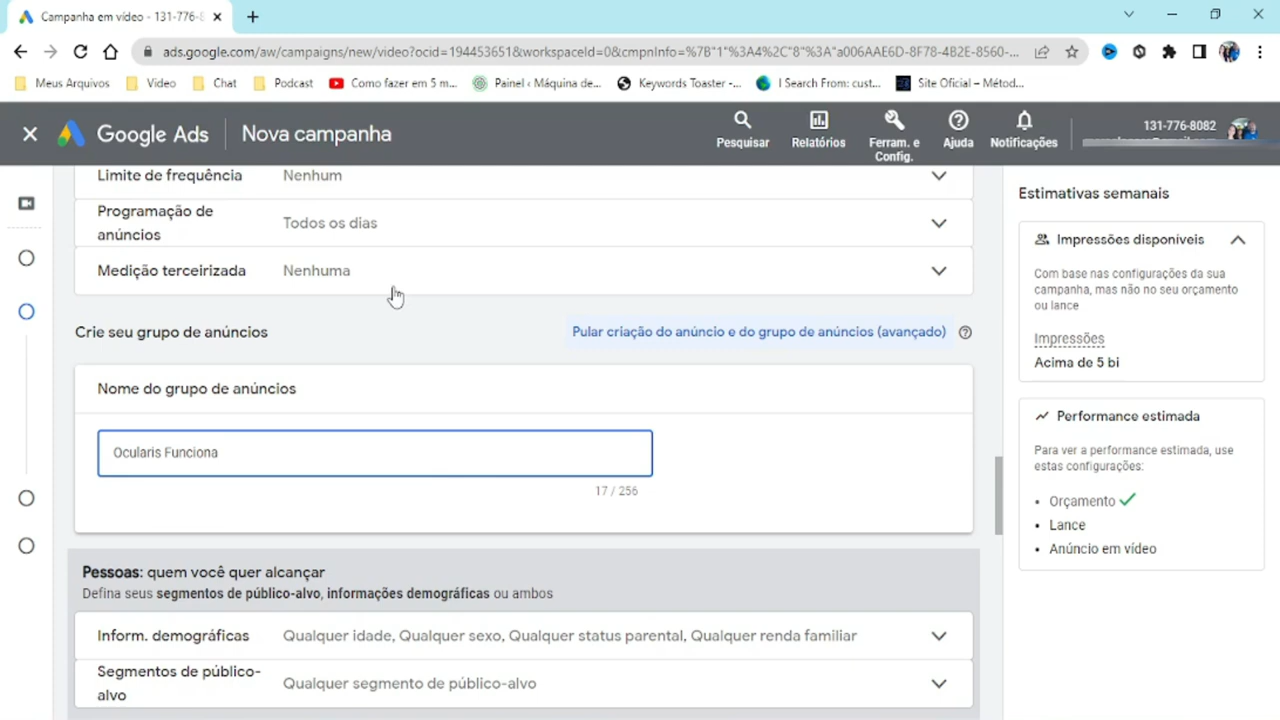 Campanha em vídeo - 131-776-8
ads.google.com/aw/campaigns/new/video?ocid=194453651&workspaceId=0&cmpnInfo=%7B"1"%3A4%2C"8"%3A"a006AAE6D-8F78-4B2E-8560-...
Meus Arquivos Video Chat Podcast Como fazer em 5 m... Painel ‹ Máquina de... Keywords Toaster -... I Search From: cust... Site Oficial – Métod...
Google Ads Nova campanha
Pesquisar Relatórios Ferram. e Config. Ajuda Notificações
131-776-8082
Limite de frequência Nenhum
Programação de anúncios Todos os dias
Medição terceirizada Nenhuma
Crie seu grupo de anúncios Pular criação do anúncio e do grupo de anúncios (avançado)
Nome do grupo de anúncios
Ocularis Funciona
17 / 256
Pessoas: quem você quer alcançar
Defina seus segmentos de público-alvo, informações demográficas ou ambos
Inform. demográficas Qualquer idade, Qualquer sexo, Qualquer status parental, Qualquer renda familiar
Segmentos de público-
alvo
Qualquer segmento de público-alvo
Estimativas semanais
Impressões disponíveis
Com base nas configurações da sua
campanha, mas não no seu orçamento
ou lance
Impressões
Acima de 5 bi
Performance estimada
Para ver a performance estimada, use
estas configurações:
• Orçamento
• Lance
• Anúncio em vídeo